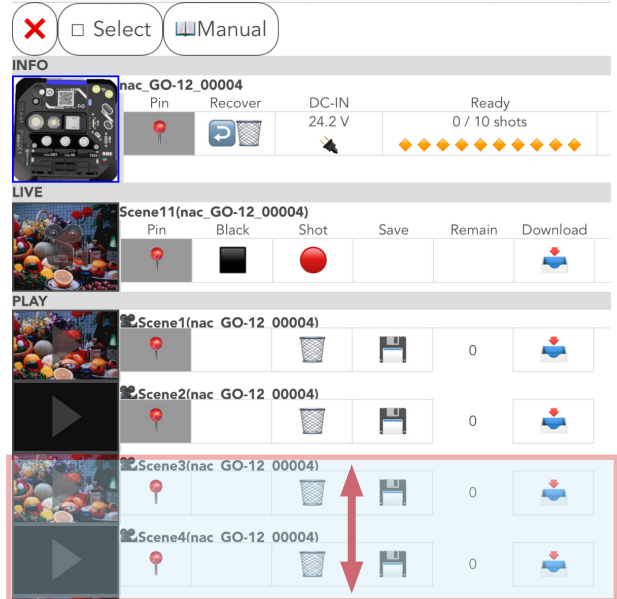 ❌ □ Select 📖Manual
INFO
nac_GO-12_00004
Pin Recover DC-IN Ready
24.2 V 0 / 10 shots
LIVE
Scene11(nac_GO-12_00004)
Pin Black Shot Save Remain Download
PLAY
Scene1(nac_GO-12_00004)
0
Scene2(nac_GO-12_00004)
0
Scene3(nac_GO-12_00004)
0
Scene4(nac_GO-12_00004)
0